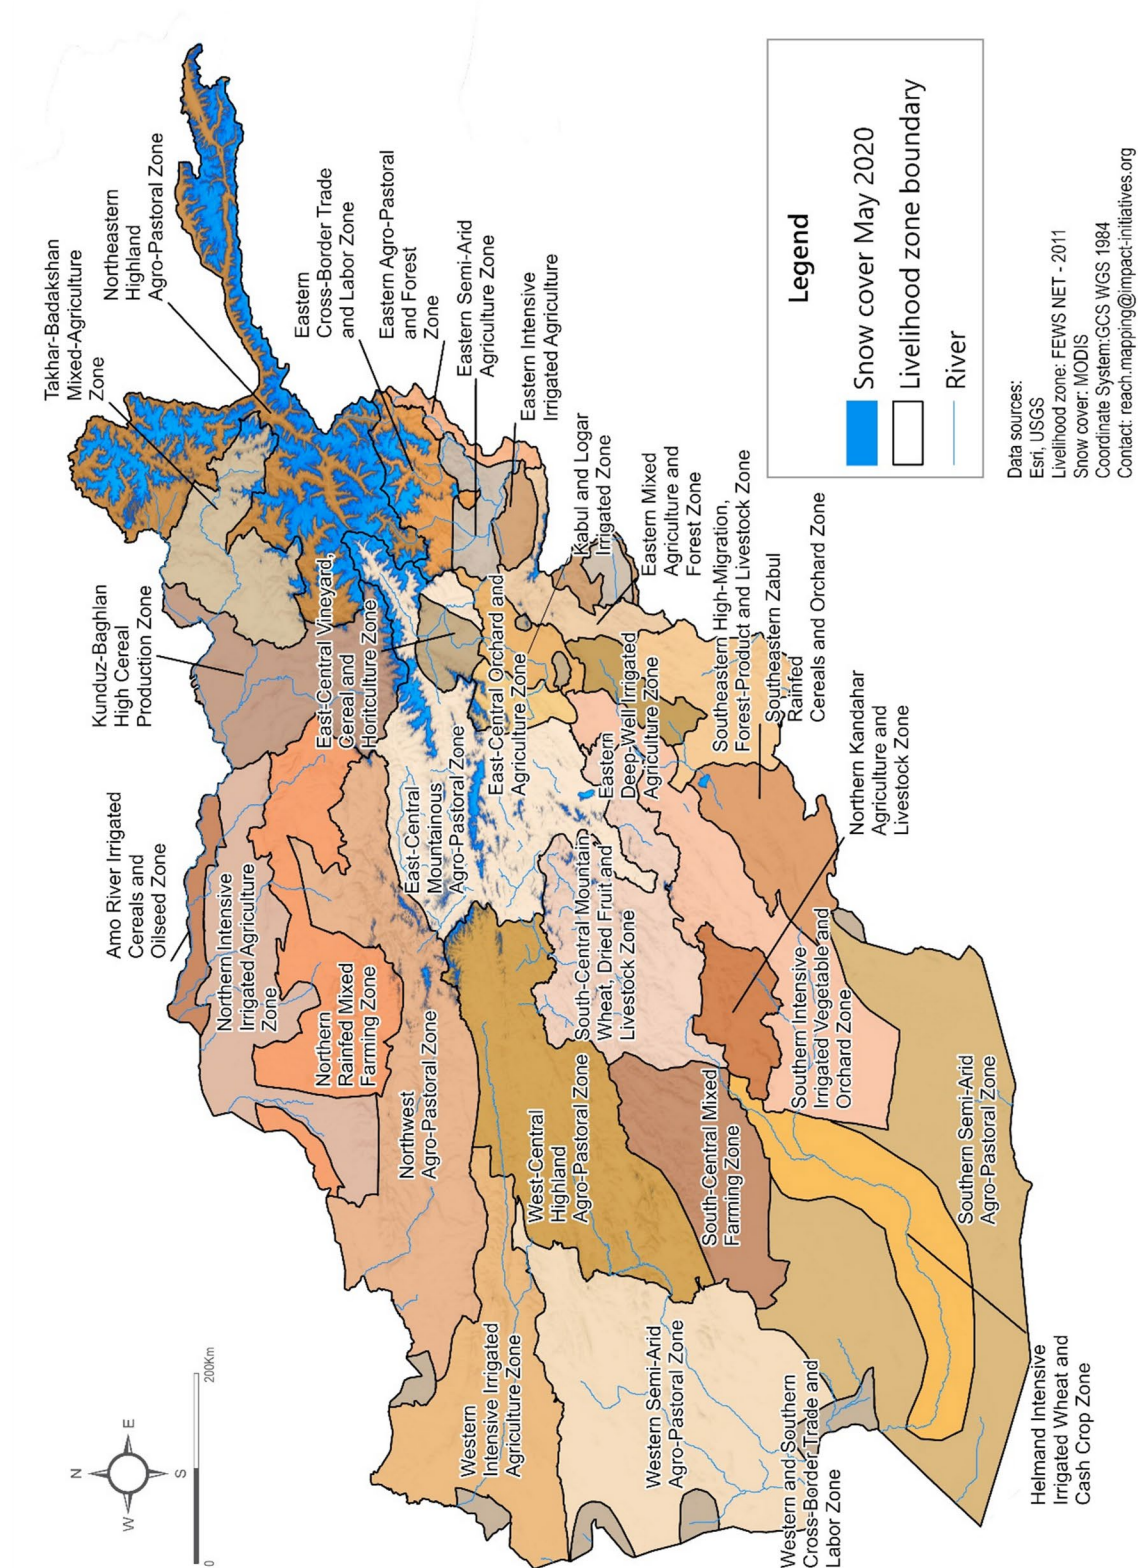 N
W
E
S
0
200Km
Amo River Irrigated
Cereals and
Oilseed Zone
Kunduz-Baghlan
High Cereal
Production Zone
Takhar-Badakshan
Mixed-Agriculture
Zone
Northeastern
Highland
Agro-Pastoral Zone
Northern Intensive
Irrigated Agriculture
Zone
Northern
Rainfed Mixed
Farming Zone
East-Central Vineyard,
Cereal and
Horticulture Zone
Eastern
Cross-Border Trade
and Labor Zone
Eastern Agro-Pastoral
and Forest
Zone
Northwest
Agro-Pastoral Zone
East-Central
Mountainous
Agro-Pastoral Zone
Eastern Semi-Arid
Agriculture Zone
Western
Intensive Irrigated
Agriculture Zone
East-Central Orchard and
Agriculture Zone
Eastern Intensive
Irrigated Agriculture
West-Central
Highland
Agro-Pastoral Zone
South-Central Mountain
Wheat, Dried Fruit and
Livestock Zone
Kabul and Logar
Irrigated Zone
Eastern
Deep-Well Irrigated
Agriculture Zone
Eastern Mixed
Agriculture and
Forest Zone
Western Semi-Arid
Agro-Pastoral Zone
South-Central Mixed
Farming Zone
Southeastern High-Migration,
Forest-Product and Livestock Zone
Southeastern Zabul
Rainfed
Cereals and Orchard Zone
Western and Southern
Cross-Border Trade and
Labor Zone
Southern Intensive
Irrigated Vegetable and
Orchard Zone
Northern Kandahar
Agriculture and
Livestock Zone
Southern Semi-Arid
Agro-Pastoral Zone
Helmand Intensive
Irrigated Wheat and
Cash Crop Zone
Legend
Snow cover May 2020
Livelihood zone boundary
River
Data sources:
Esri, USGS
Livelihood zone: FEWS NET - 2011
Snow cover: MODIS
Coordinate System:GCS WGS 1984
Contact: reach.mapping@impact-initiatives.org